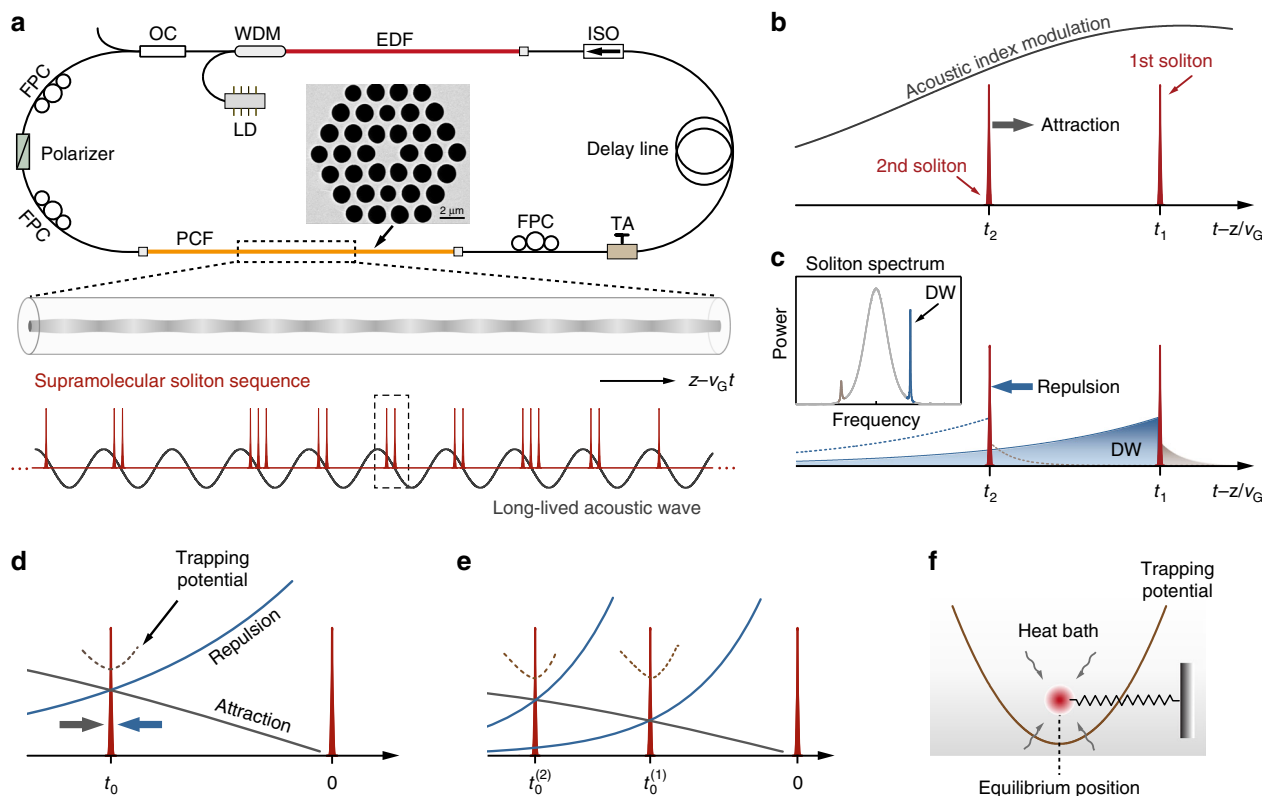 a
OC
WDM
EDF
ISO
FPC
LD
Polarizer
Delay line
2 μm
FPC
FPC
TA
PCF
Supramolecular soliton sequence
z–v_G t
Long-lived acoustic wave
b
Acoustic index modulation
1st soliton
Attraction
2nd soliton
t₂
t₁
t–z/v_G
c
Soliton spectrum
DW
Power
Frequency
Repulsion
DW
t₂
t₁
t–z/v_G
d
Trapping
potential
Repulsion
Attraction
t₀
0
e
t₀⁽²⁾
t₀⁽¹⁾
0
f
Trapping
potential
Heat bath
Equilibrium position